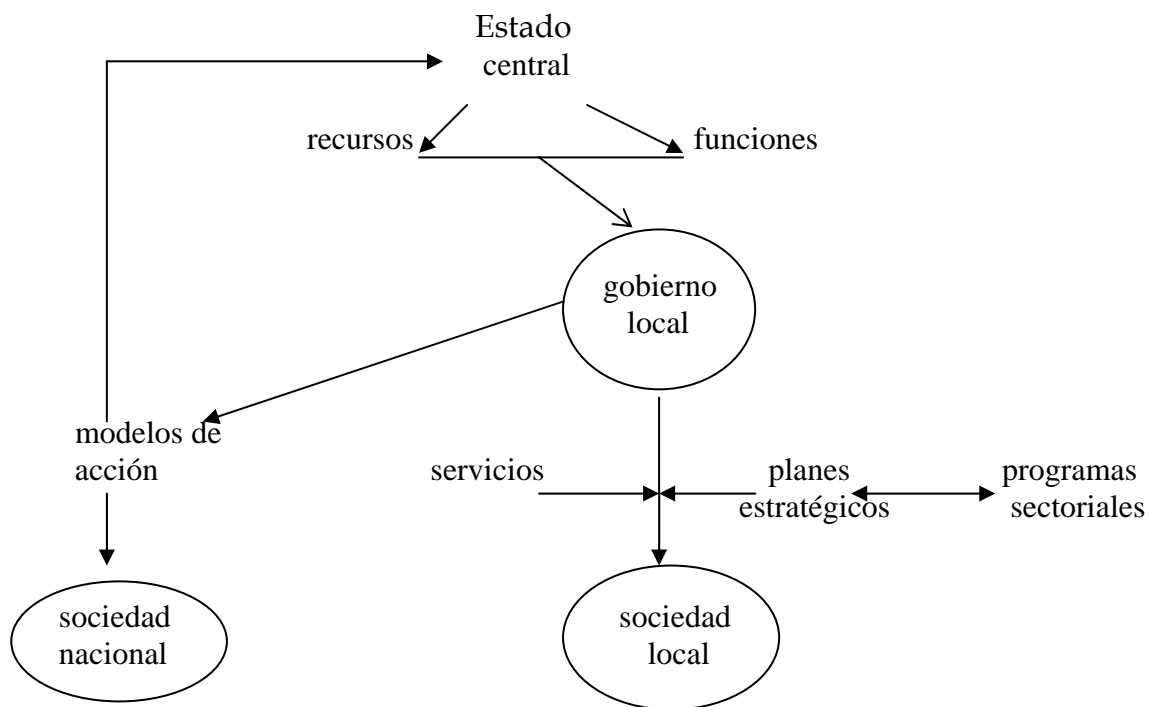 Estado
central
recursos
funciones
gobierno
local
modelos de
acción
servicios
planes
estratégicos
programas
sectoriales
sociedad
nacional
sociedad
local